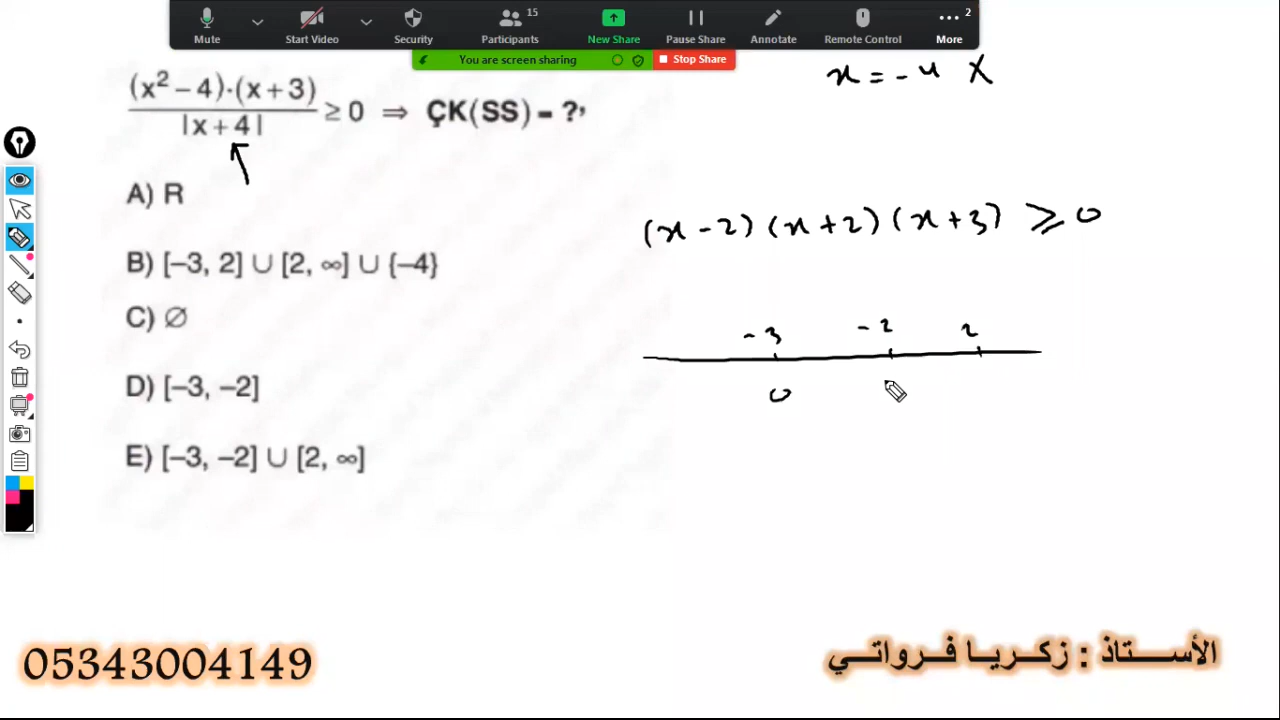 15
2
Mute
Start Video
Security
Participants
New Share
Pause Share
Annotate
Remote Control
More
You are screen sharing
Stop Share
x = -4 X
(x² – 4)·(x + 3)
|x + 4|
≥ 0 ⇒ ÇK(SS) = ?,
A) R
(x - 2) (x + 2) (x + 3) ≥ 0
B) [–3, 2] ∪ [2, ∞] ∪ {–4}
C) ∅
-3 -2 2
D) [–3, –2]
0
E) [–3, –2] ∪ [2, ∞]
05343004149
الأستاذ : زكريا فرواتي